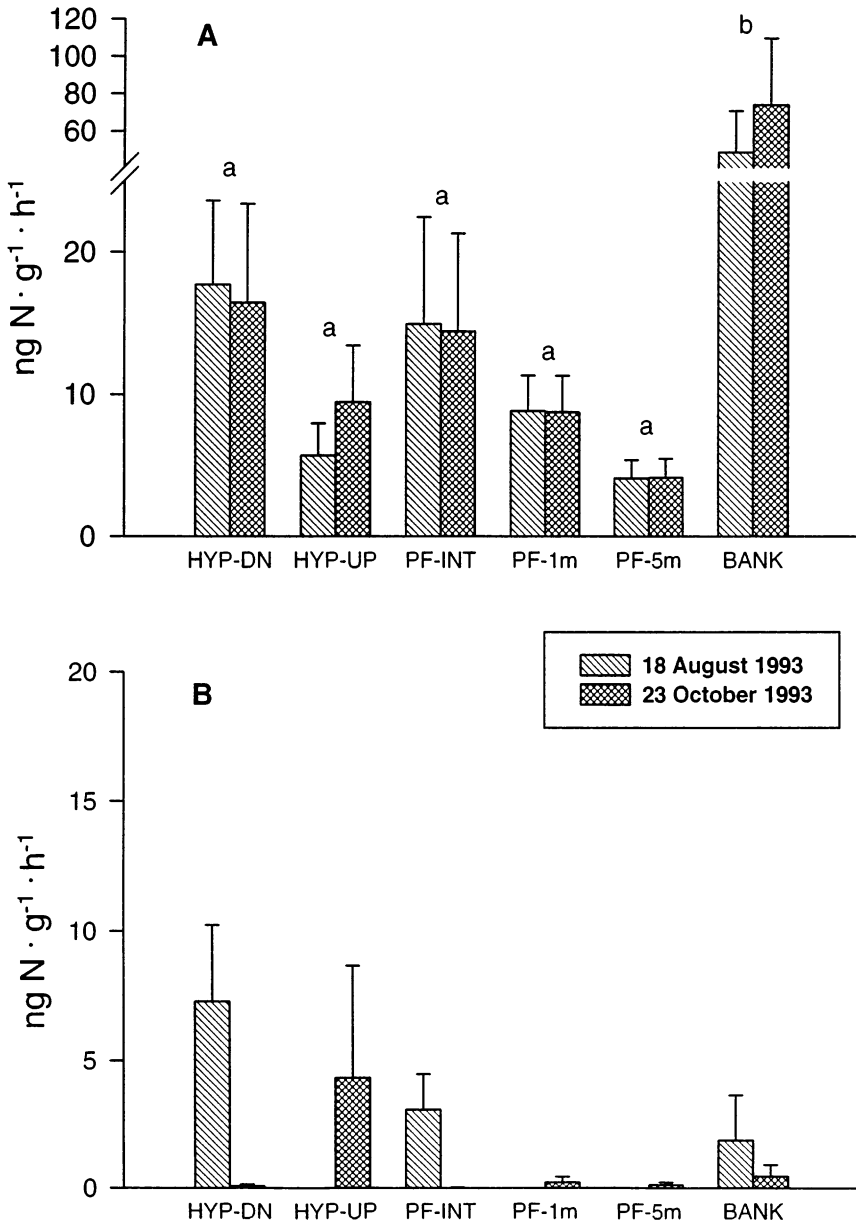 A
120
100
80
60
20
10
0
ng N · g⁻¹ · h⁻¹
a
a
a
a
a
b
HYP-DN HYP-UP PF-INT PF-1m PF-5m BANK
18 August 1993
23 October 1993
B
20
15
10
5
0
ng N · g⁻¹ · h⁻¹
HYP-DN HYP-UP PF-INT PF-1m PF-5m BANK